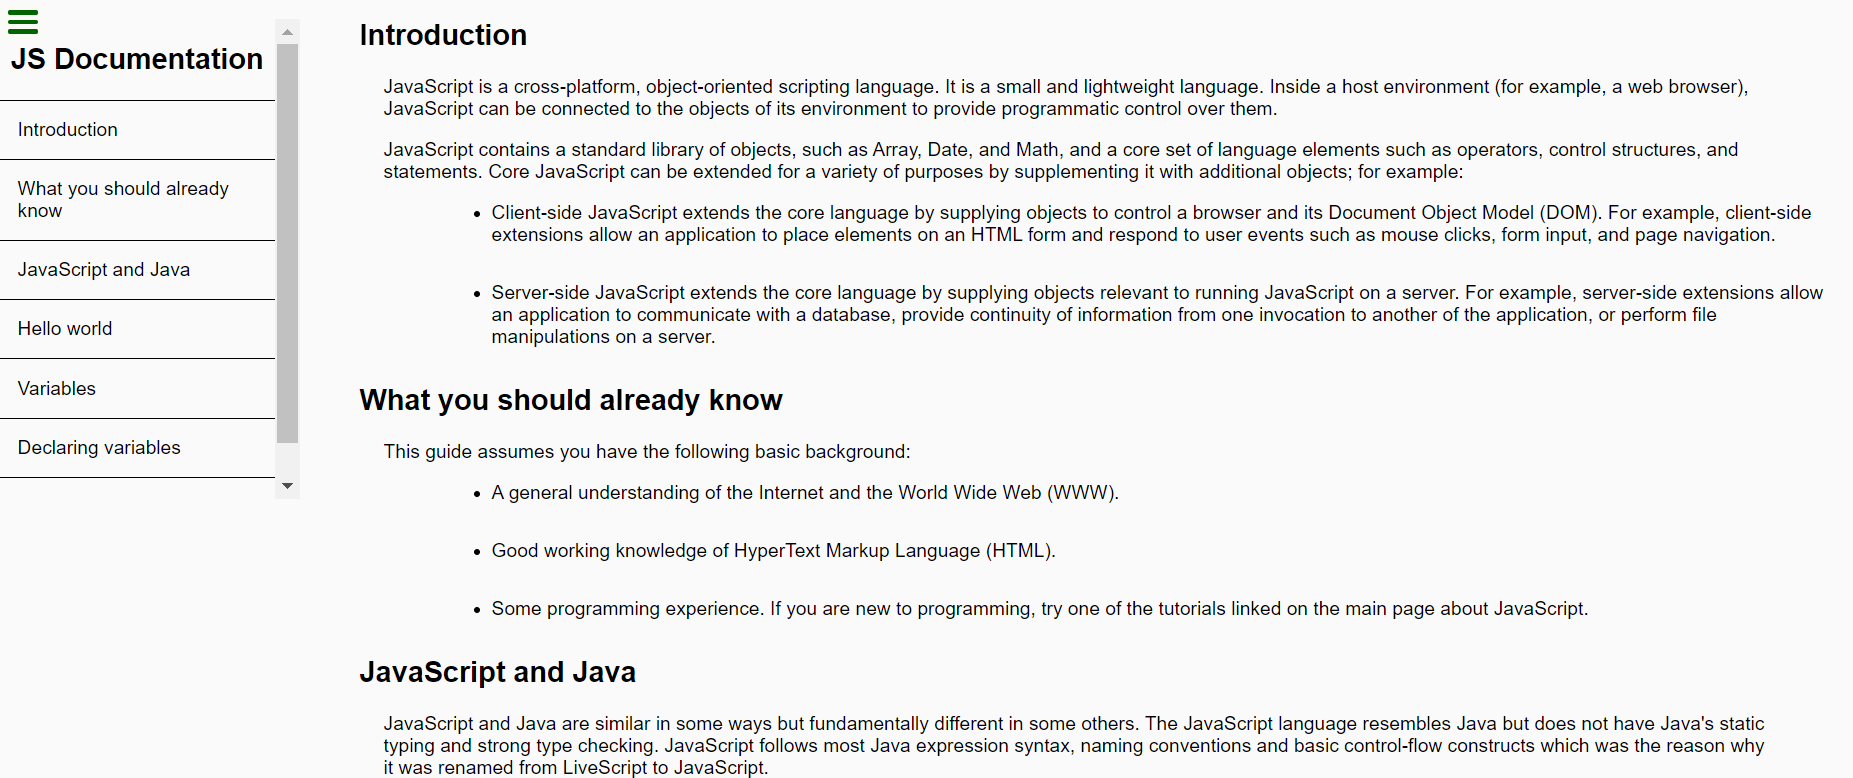 JS Documentation
Introduction
What you should already
know
JavaScript and Java
Hello world
Variables
Declaring variables
Introduction
JavaScript is a cross-platform, object-oriented scripting language. It is a small and lightweight language. Inside a host environment (for example, a web browser),
JavaScript can be connected to the objects of its environment to provide programmatic control over them.
JavaScript contains a standard library of objects, such as Array, Date, and Math, and a core set of language elements such as operators, control structures, and
statements. Core JavaScript can be extended for a variety of purposes by supplementing it with additional objects; for example:
• Client-side JavaScript extends the core language by supplying objects to control a browser and its Document Object Model (DOM). For example, client-side
extensions allow an application to place elements on an HTML form and respond to user events such as mouse clicks, form input, and page navigation.
• Server-side JavaScript extends the core language by supplying objects relevant to running JavaScript on a server. For example, server-side extensions allow
an application to communicate with a database, provide continuity of information from one invocation to another of the application, or perform file
manipulations on a server.
What you should already know
This guide assumes you have the following basic background:
• A general understanding of the Internet and the World Wide Web (WWW).
• Good working knowledge of HyperText Markup Language (HTML).
• Some programming experience. If you are new to programming, try one of the tutorials linked on the main page about JavaScript.
JavaScript and Java
JavaScript and Java are similar in some ways but fundamentally different in some others. The JavaScript language resembles Java but does not have Java's static
typing and strong type checking. JavaScript follows most Java expression syntax, naming conventions and basic control-flow constructs which was the reason why
it was renamed from LiveScript to JavaScript.